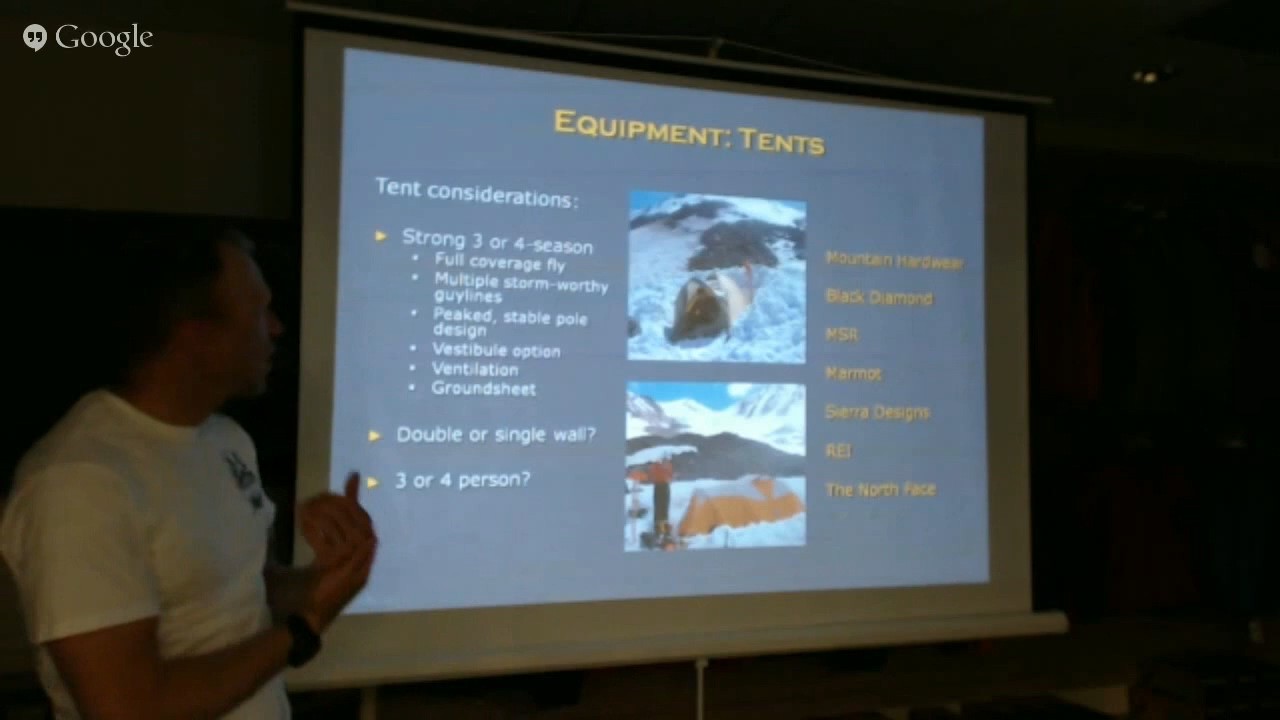 Google
EQUIPMENT: TENTS
Tent considerations:
Strong 3 or 4-season
Full coverage fly
Multiple storm-worthy
guylines
Peaked, stable pole
design
Vestibule option
Ventilation
Groundsheet
Double or single wall?
3 or 4 person?
Mountain Hardwear
Black Diamond
MSR
Marmot
Sierra Designs
REI
The North Face